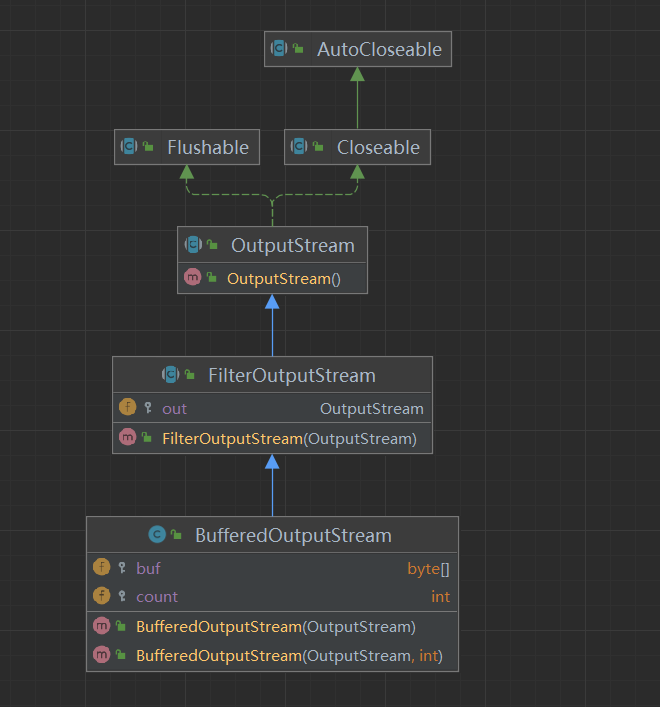 AutoCloseable
Flushable
Closeable
OutputStream
OutputStream()
FilterOutputStream
out OutputStream
FilterOutputStream(OutputStream)
BufferedOutputStream
buf byte[]
count int
BufferedOutputStream(OutputStream)
BufferedOutputStream(OutputStream, int)